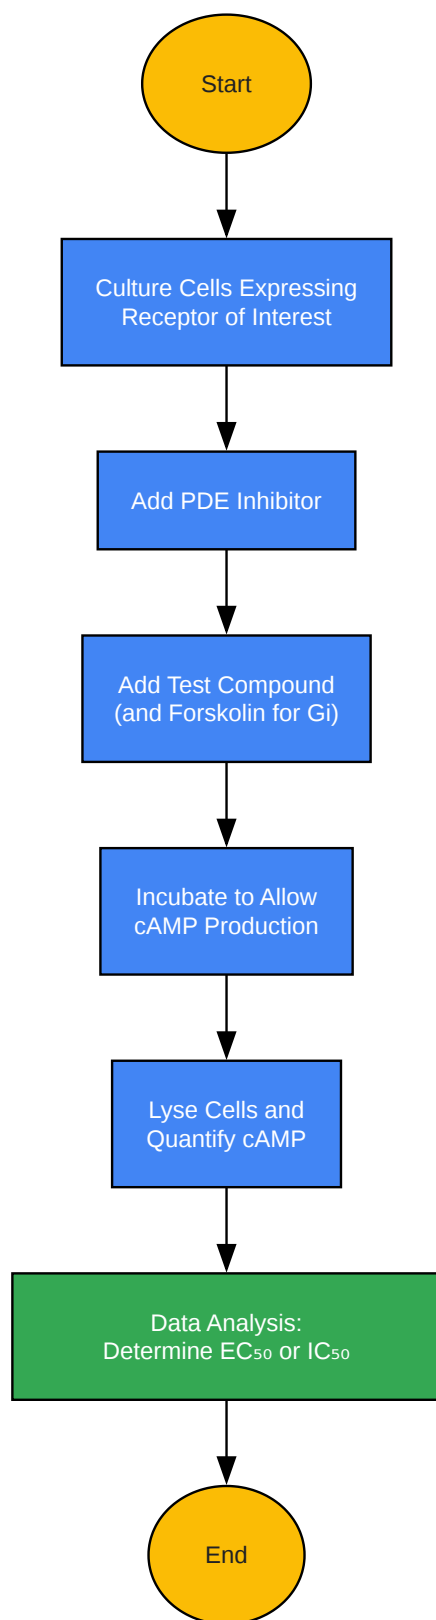 Start
Culture Cells Expressing
Receptor of Interest
Add PDE Inhibitor
Add Test Compound
(and Forskolin for Gi)
Incubate to Allow
cAMP Production
Lyse Cells and
Quantify cAMP
Data Analysis:
Determine EC₅₀ or IC₅₀
End